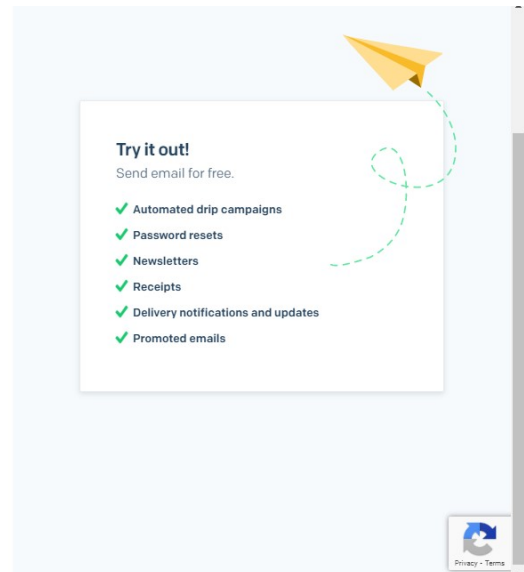 Try it out!
Send email for free.
Automated drip campaigns
Password resets
Newsletters
Receipts
Delivery notifications and updates
Promoted emails
Privacy - Terms